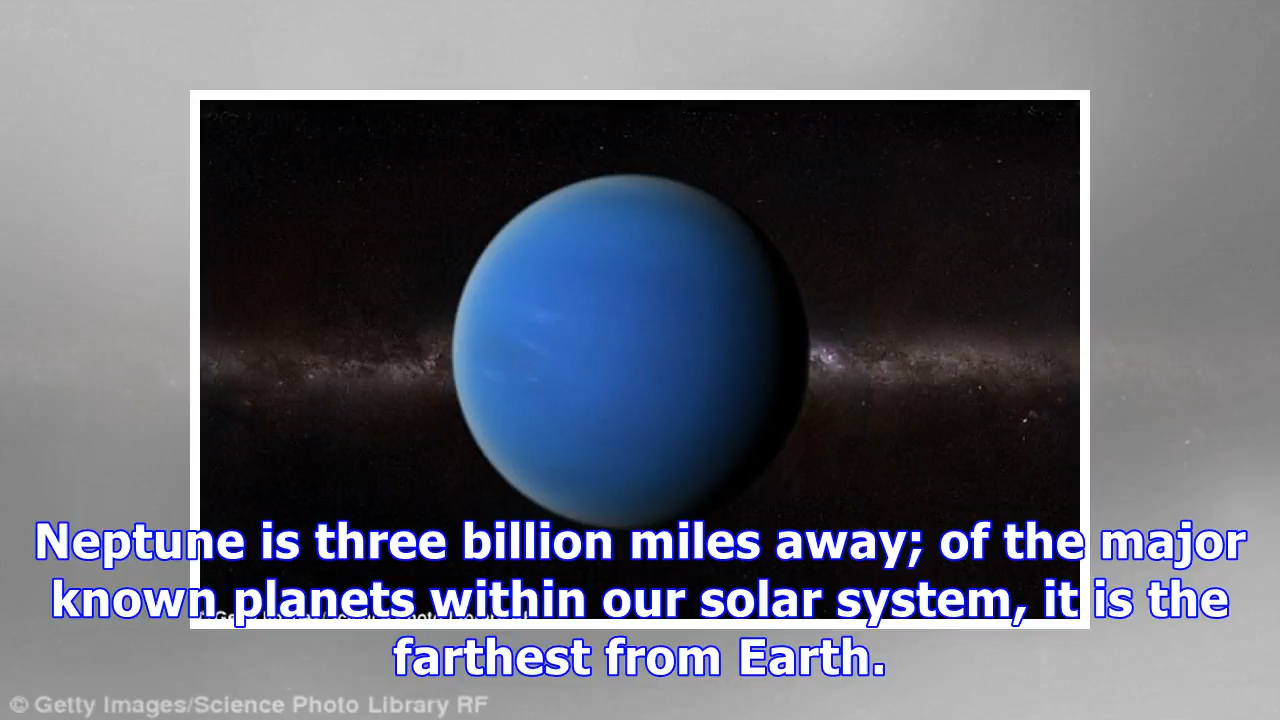 Neptune is three billion miles away; of the major
known planets within our solar system, it is the
farthest from Earth.
© Getty Images/Science Photo Library RF